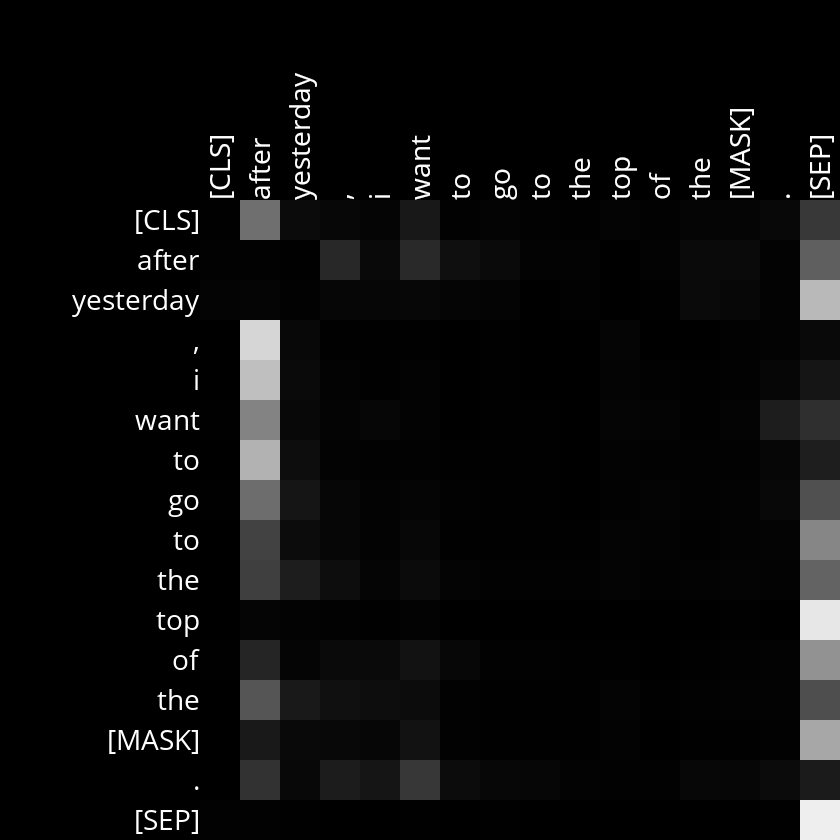 [CLS] after yesterday , i want to go to the top of the [MASK] . [SEP]
[CLS]
after
yesterday
,
i
want
to
go
to
the
top
of
the
[MASK]
.
[SEP]